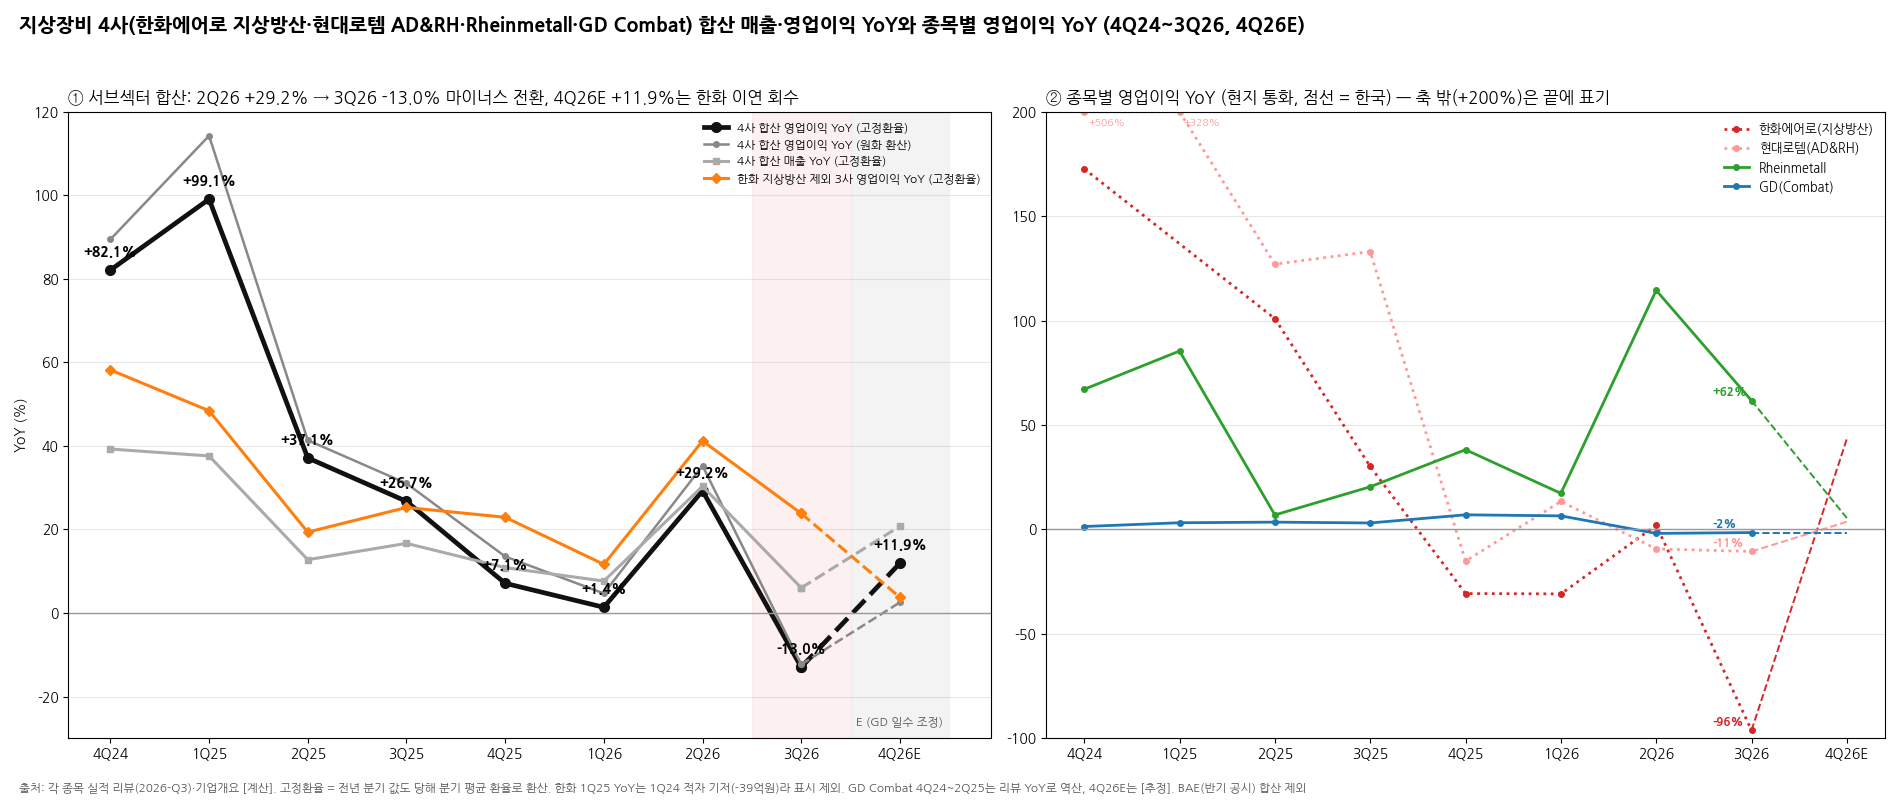 지상장비 4사(한화에어로 지상방산·현대로템 AD&RH·Rheinmetall·GD Combat) 합산 매출·영업이익 YoY와 종목별 영업이익 YoY (4Q24~3Q26, 4Q26E)
① 서브섹터 합산: 2Q26 +29.2% → 3Q26 -13.0% 마이너스 전환, 4Q26E +11.9%는 한화 이연 회수
4사 합산 영업이익 YoY (고정환율)
4사 합산 영업이익 YoY (원화 환산)
4사 합산 매출 YoY (고정환율)
한화 지상방산 제외 3사 영업이익 YoY (고정환율)
YoY (%)
120
100
80
60
40
20
0
-20
+82.1%
+99.1%
+37.1%
+26.7%
+7.1%
+1.4%
+29.2%
-13.0%
+11.9%
E (GD 일수 조정)
4Q24 1Q25 2Q25 3Q25 4Q25 1Q26 2Q26 3Q26 4Q26E
② 종목별 영업이익 YoY (현지 통화, 점선 = 한국) — 축 밖(+200%)은 끝에 표기
한화에어로(지상방산)
현대로템(AD&RH)
Rheinmetall
GD(Combat)
200
150
100
50
0
-50
-100
+506%
+328%
+62%
-2%
-11%
-96%
4Q24 1Q25 2Q25 3Q25 4Q25 1Q26 2Q26 3Q26 4Q26E
출처: 각 종목 실적 리뷰(2026-Q3)·기업개요 [계산]. 고정환율 = 전년 분기 값도 당해 분기 평균 환율로 환산. 한화 1Q25 YoY는 1Q24 적자 기저(-39억원)라 표시 제외. GD Combat 4Q24~2Q25는 리뷰 YoY로 역산, 4Q26E는 [추정]. BAE(반기 공시) 합산 제외